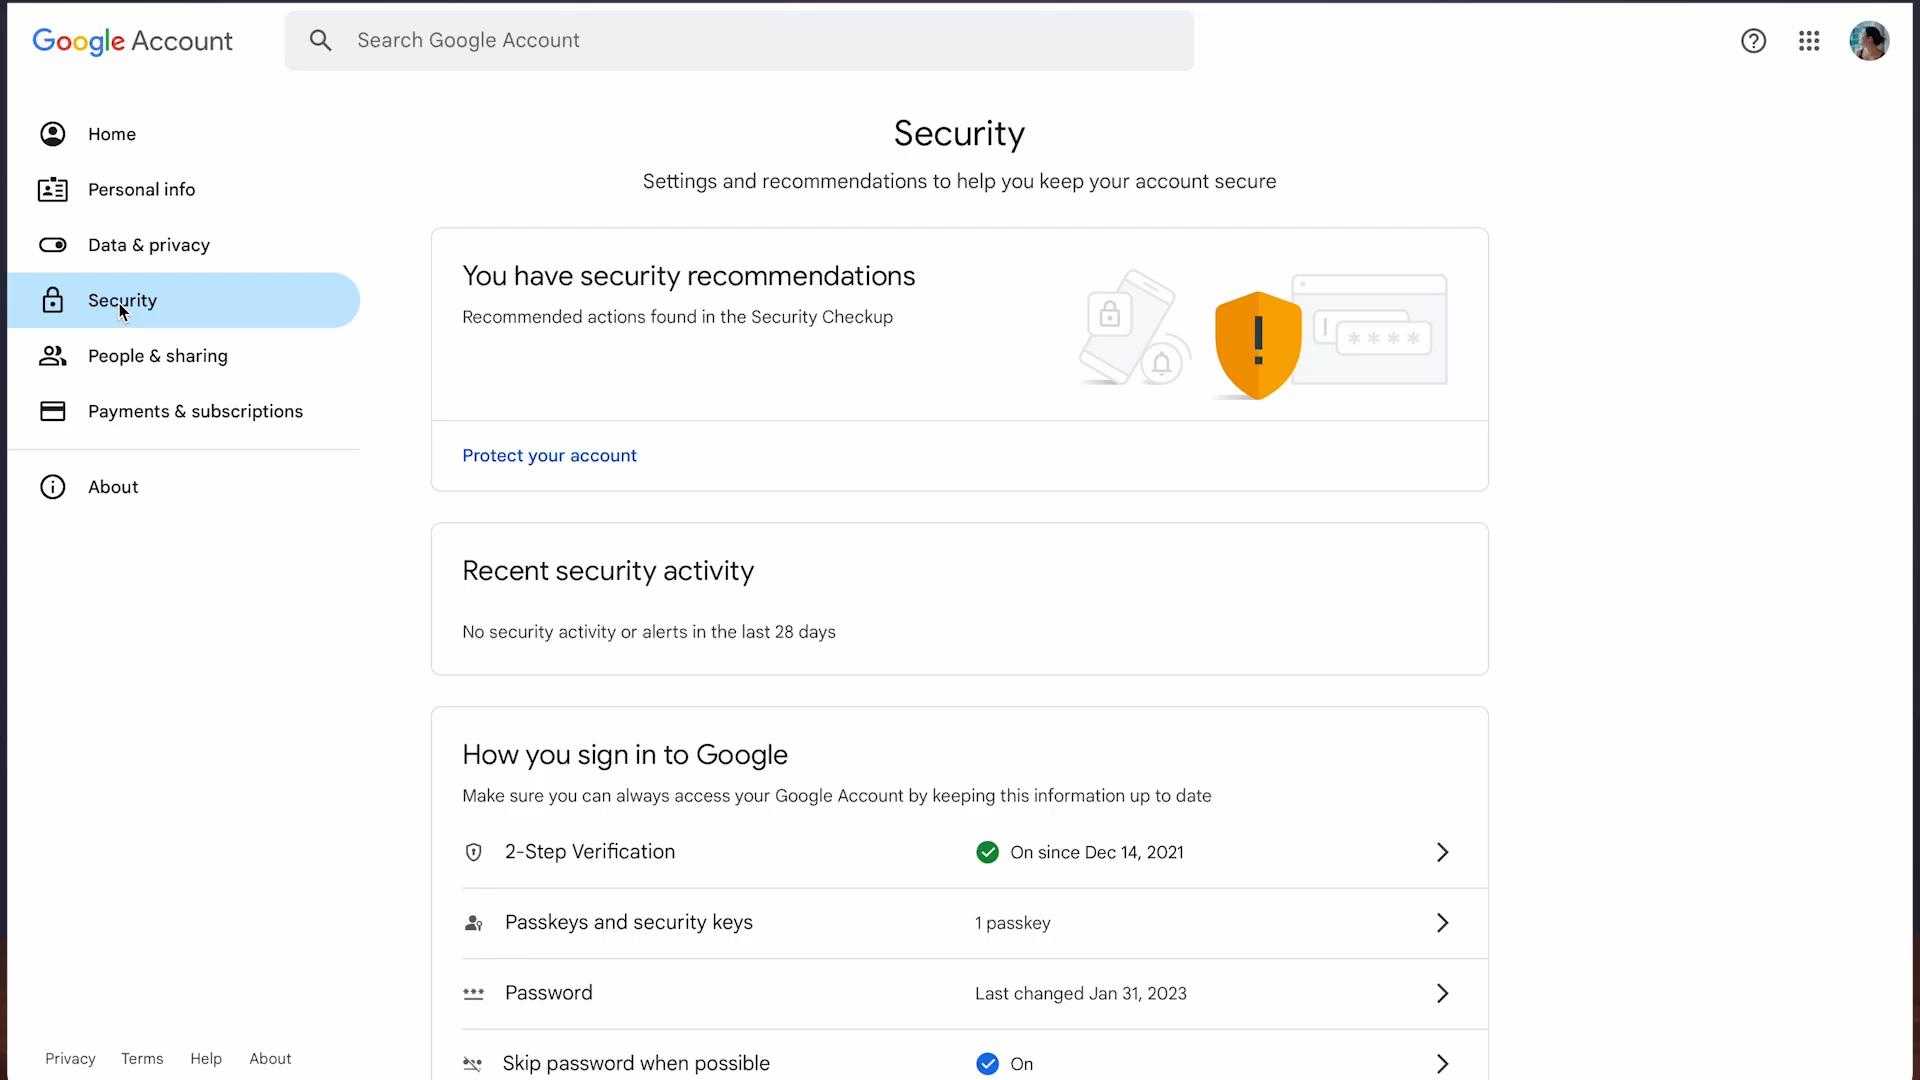 Google Account
Search Google Account
Home
Personal info
Data & privacy
Security
People & sharing
Payments & subscriptions
About
Security
Settings and recommendations to help you keep your account secure
You have security recommendations
Recommended actions found in the Security Checkup
Protect your account
Recent security activity
No security activity or alerts in the last 28 days
How you sign in to Google
Make sure you can always access your Google Account by keeping this information up to date
2-Step Verification On since Dec 14, 2021
Passkeys and security keys 1 passkey
Password Last changed Jan 31, 2023
Skip password when possible On
Privacy Terms Help About